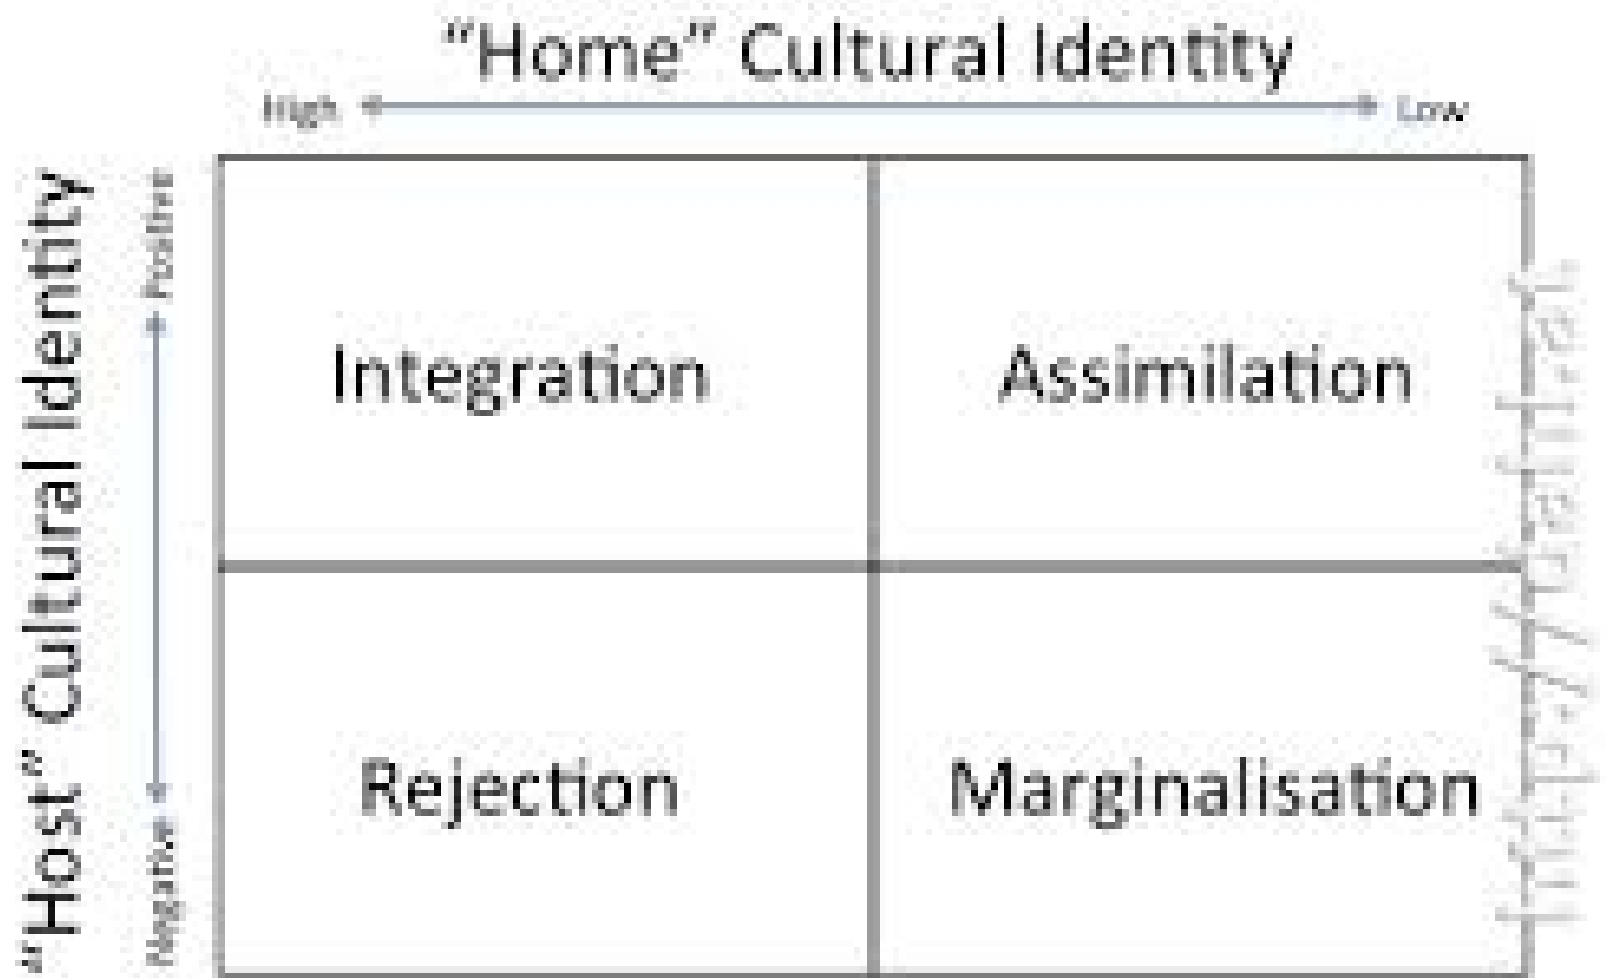 “Home” Cultural Identity
High
Low
“Host” Cultural Identity
Positive
Negative
Integration
Assimilation
Rejection
Marginalisation